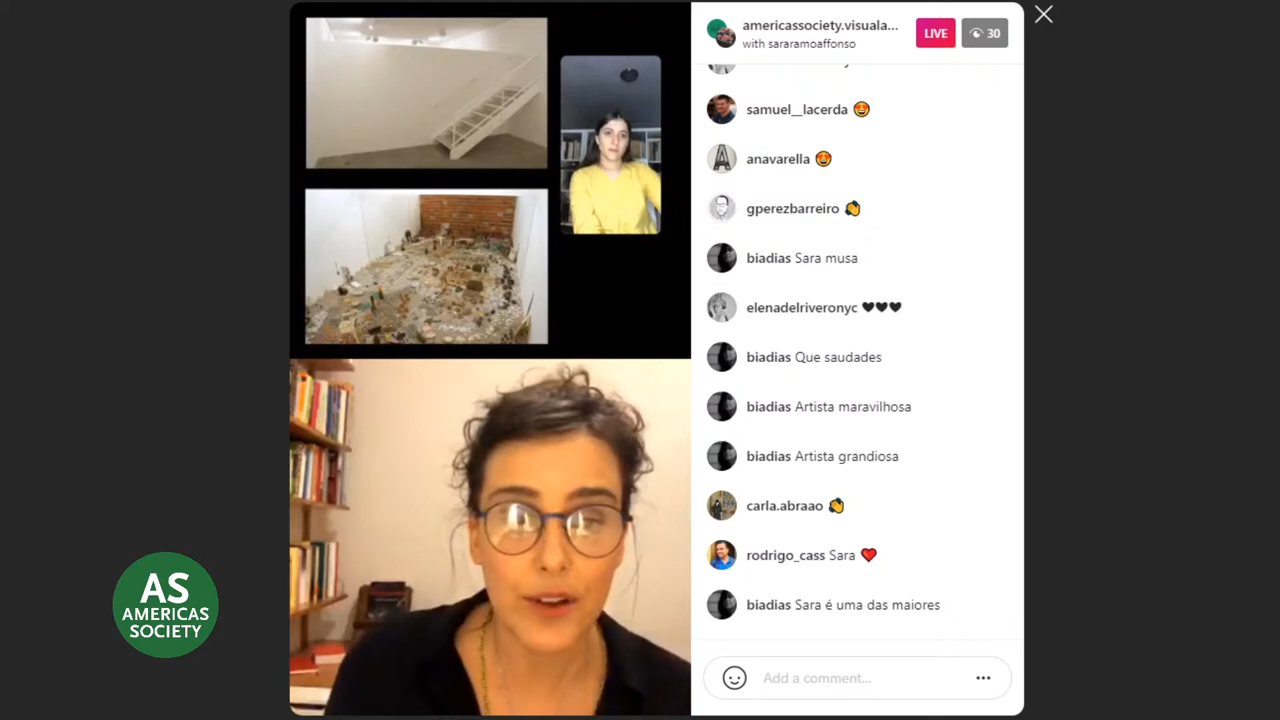 americassociety.visuala...
with sararamoaffonso
LIVE
30
samuel__lacerda 😍
anavarella 😍
gperezbarreiro 👏
biadias Sara musa
elenadelriveronyc 🖤🖤🖤
biadias Que saudades
biadias Artista maravilhosa
biadias Artista grandiosa
carla.abraao 👏
rodrigo_cass Sara ❤️
biadias Sara é uma das maiores
Add a comment...
AS
AMERICAS
SOCIETY